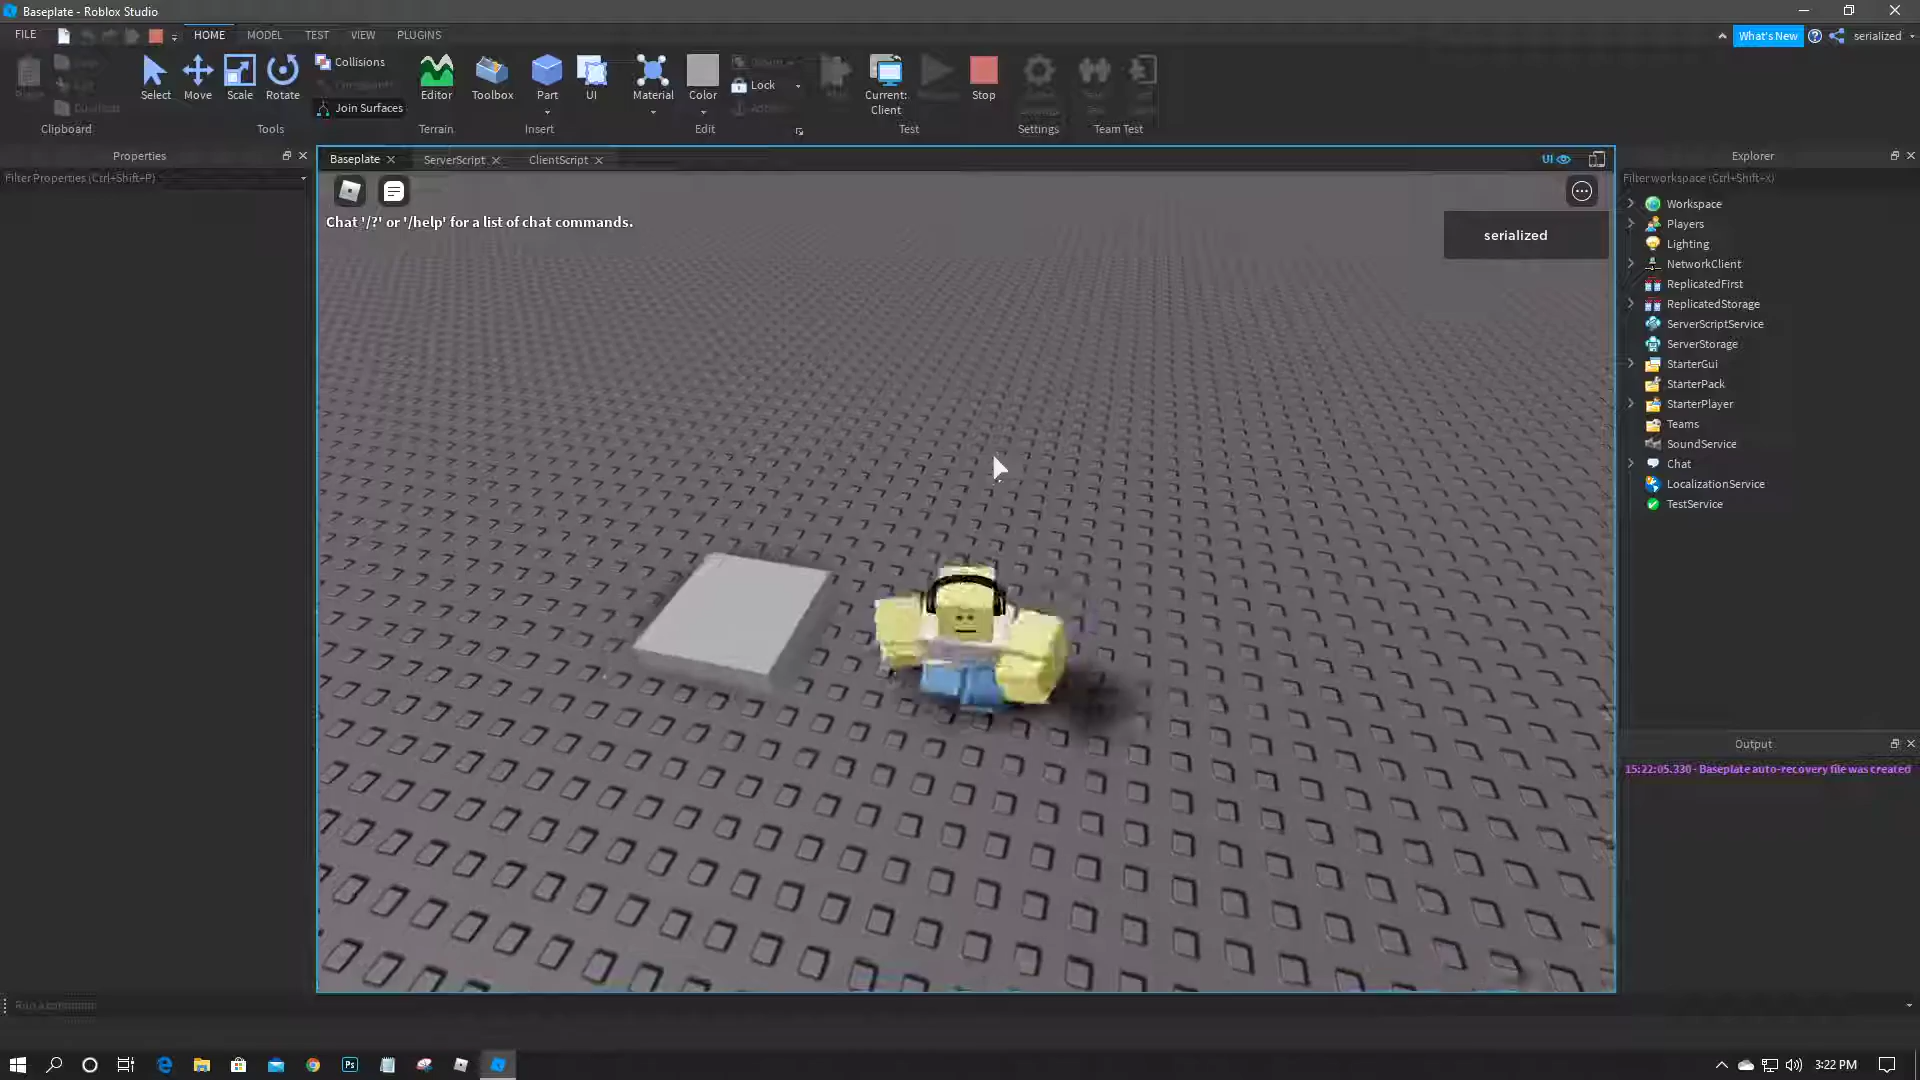 Baseplate - Roblox Studio
FILE
HOME
MODEL
TEST
VIEW
PLUGINS
What's New
serialized
Select
Move
Scale
Rotate
Collisions
Join Surfaces
Editor
Toolbox
Part
UI
Material
Color
Lock
Current:
Client
Stop
Clipboard
Tools
Terrain
Insert
Edit
Test
Settings
Team Test
Properties
Filter Properties (Ctrl+Shift+P)
Baseplate
ServerScript
ClientScript
UI
Chat '/?' or '/help' for a list of chat commands.
serialized
Explorer
Filter workspace (Ctrl+Shift+X)
Workspace
Players
Lighting
NetworkClient
ReplicatedFirst
ReplicatedStorage
ServerScriptService
ServerStorage
StarterGui
StarterPack
StarterPlayer
Teams
SoundService
Chat
LocalizationService
TestService
Output
15:22:05.330 - Baseplate auto-recovery file was created
Run a command
Ps
3:22 PM